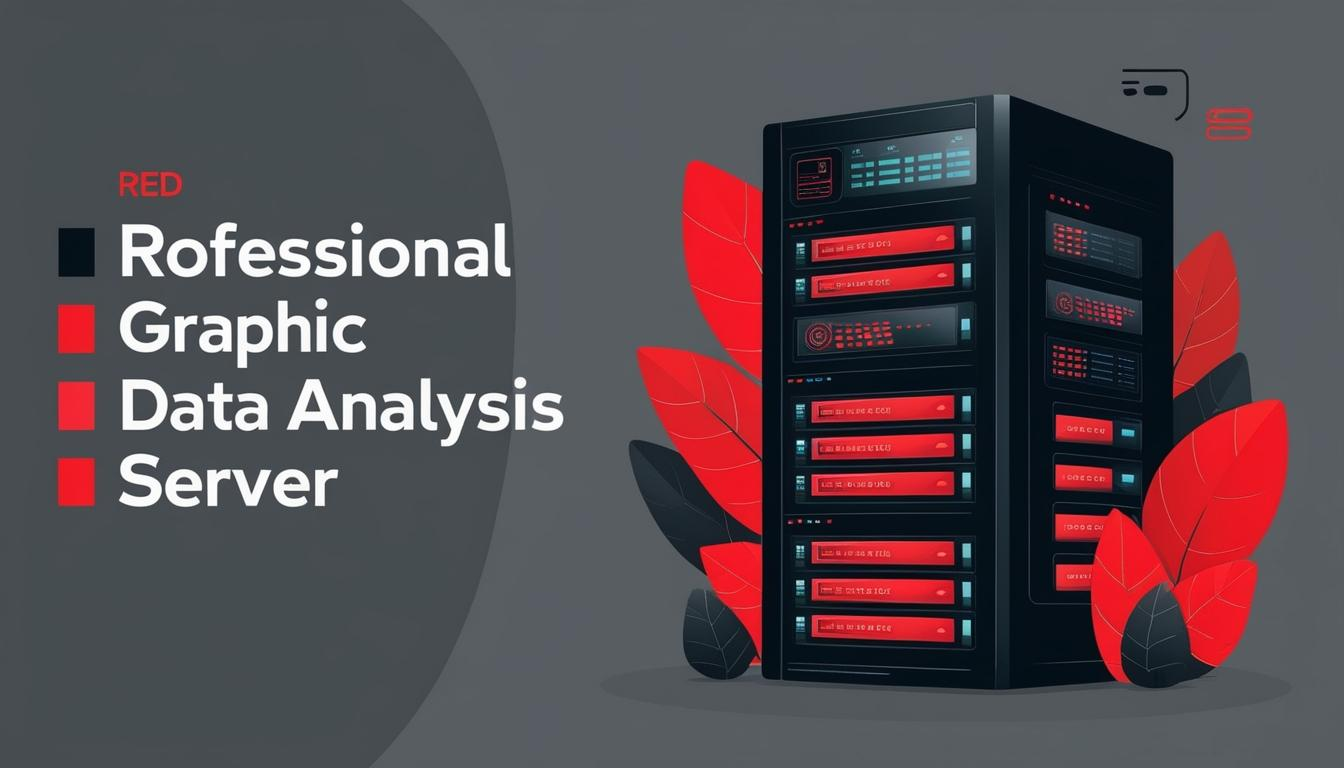 RED
Rofessional
Graphic
Data Analysis
Server